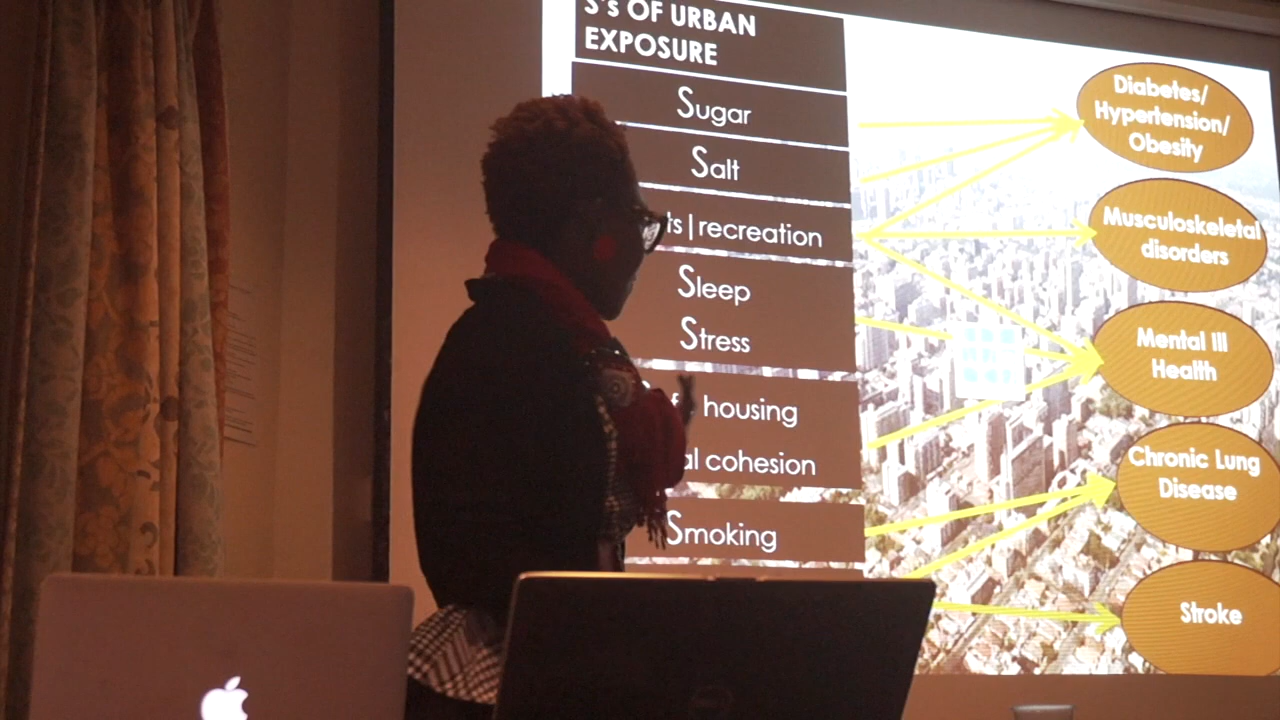 S's OF URBAN
EXPOSURE
Sugar
Salt
ts|recreation
Sleep
Stress
housing
al cohesion
Smoking
Diabetes/
Hypertension/
Obesity
Musculoskeletal
disorders
Mental Ill
Health
Chronic Lung
Disease
Stroke